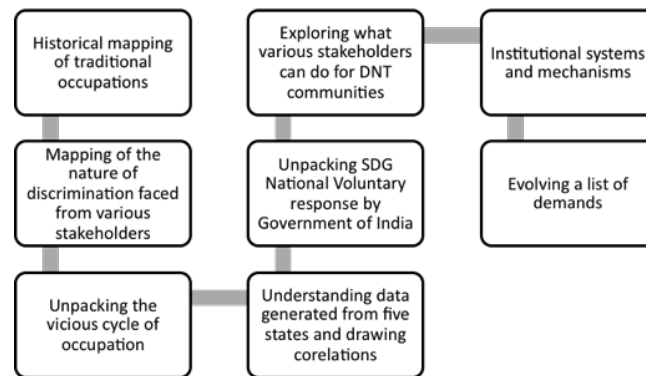 Historical mapping
of traditional
occupations
Mapping of the
nature of
discrimination faced
from various
stakeholders
Unpacking the
vicious cycle of
occupation
Understanding data
generated from five
states and drawing
corelations
Unpacking SDG
National Voluntary
response by
Government of India
Exploring what
various stakeholders
can do for DNT
communities
Institutional systems
and mechanisms
Evolving a list of
demands